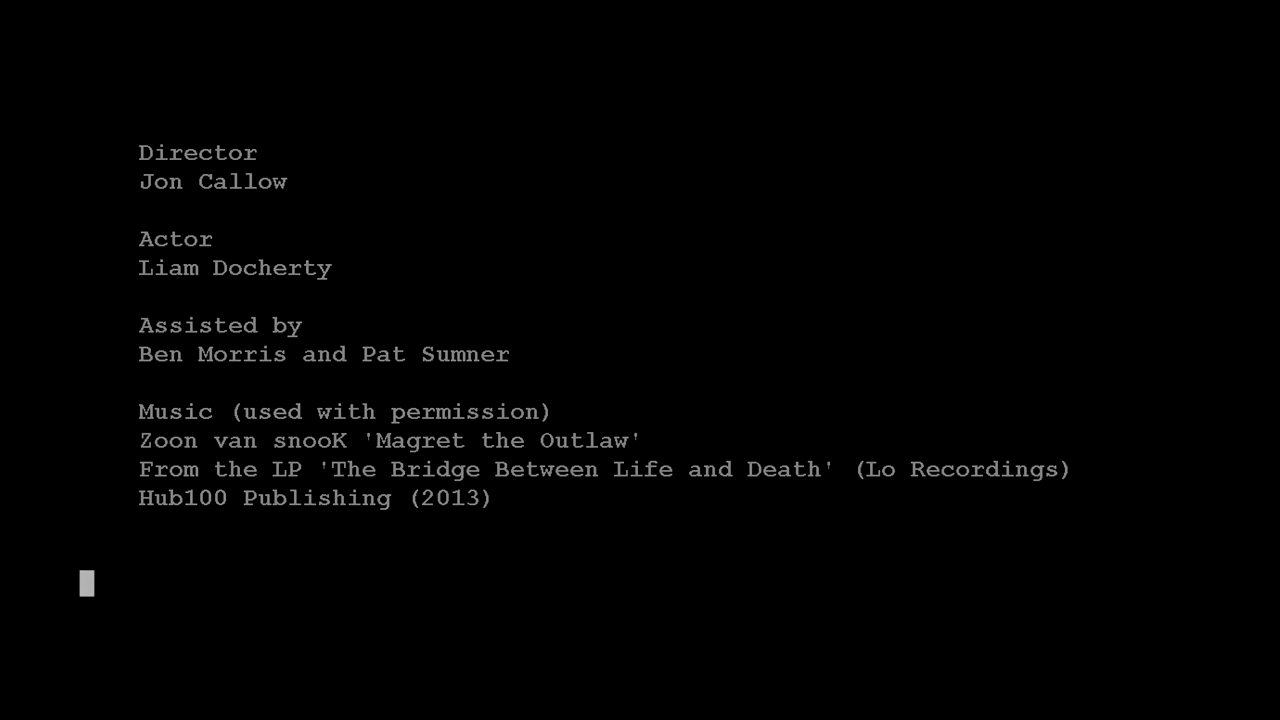 Director
Jon Callow
Actor
Liam Docherty
Assisted by
Ben Morris and Pat Sumner
Music (used with permission)
Zoon van snooK 'Magret the Outlaw'
From the LP 'The Bridge Between Life and Death' (Lo Recordings)
Hub100 Publishing (2013)